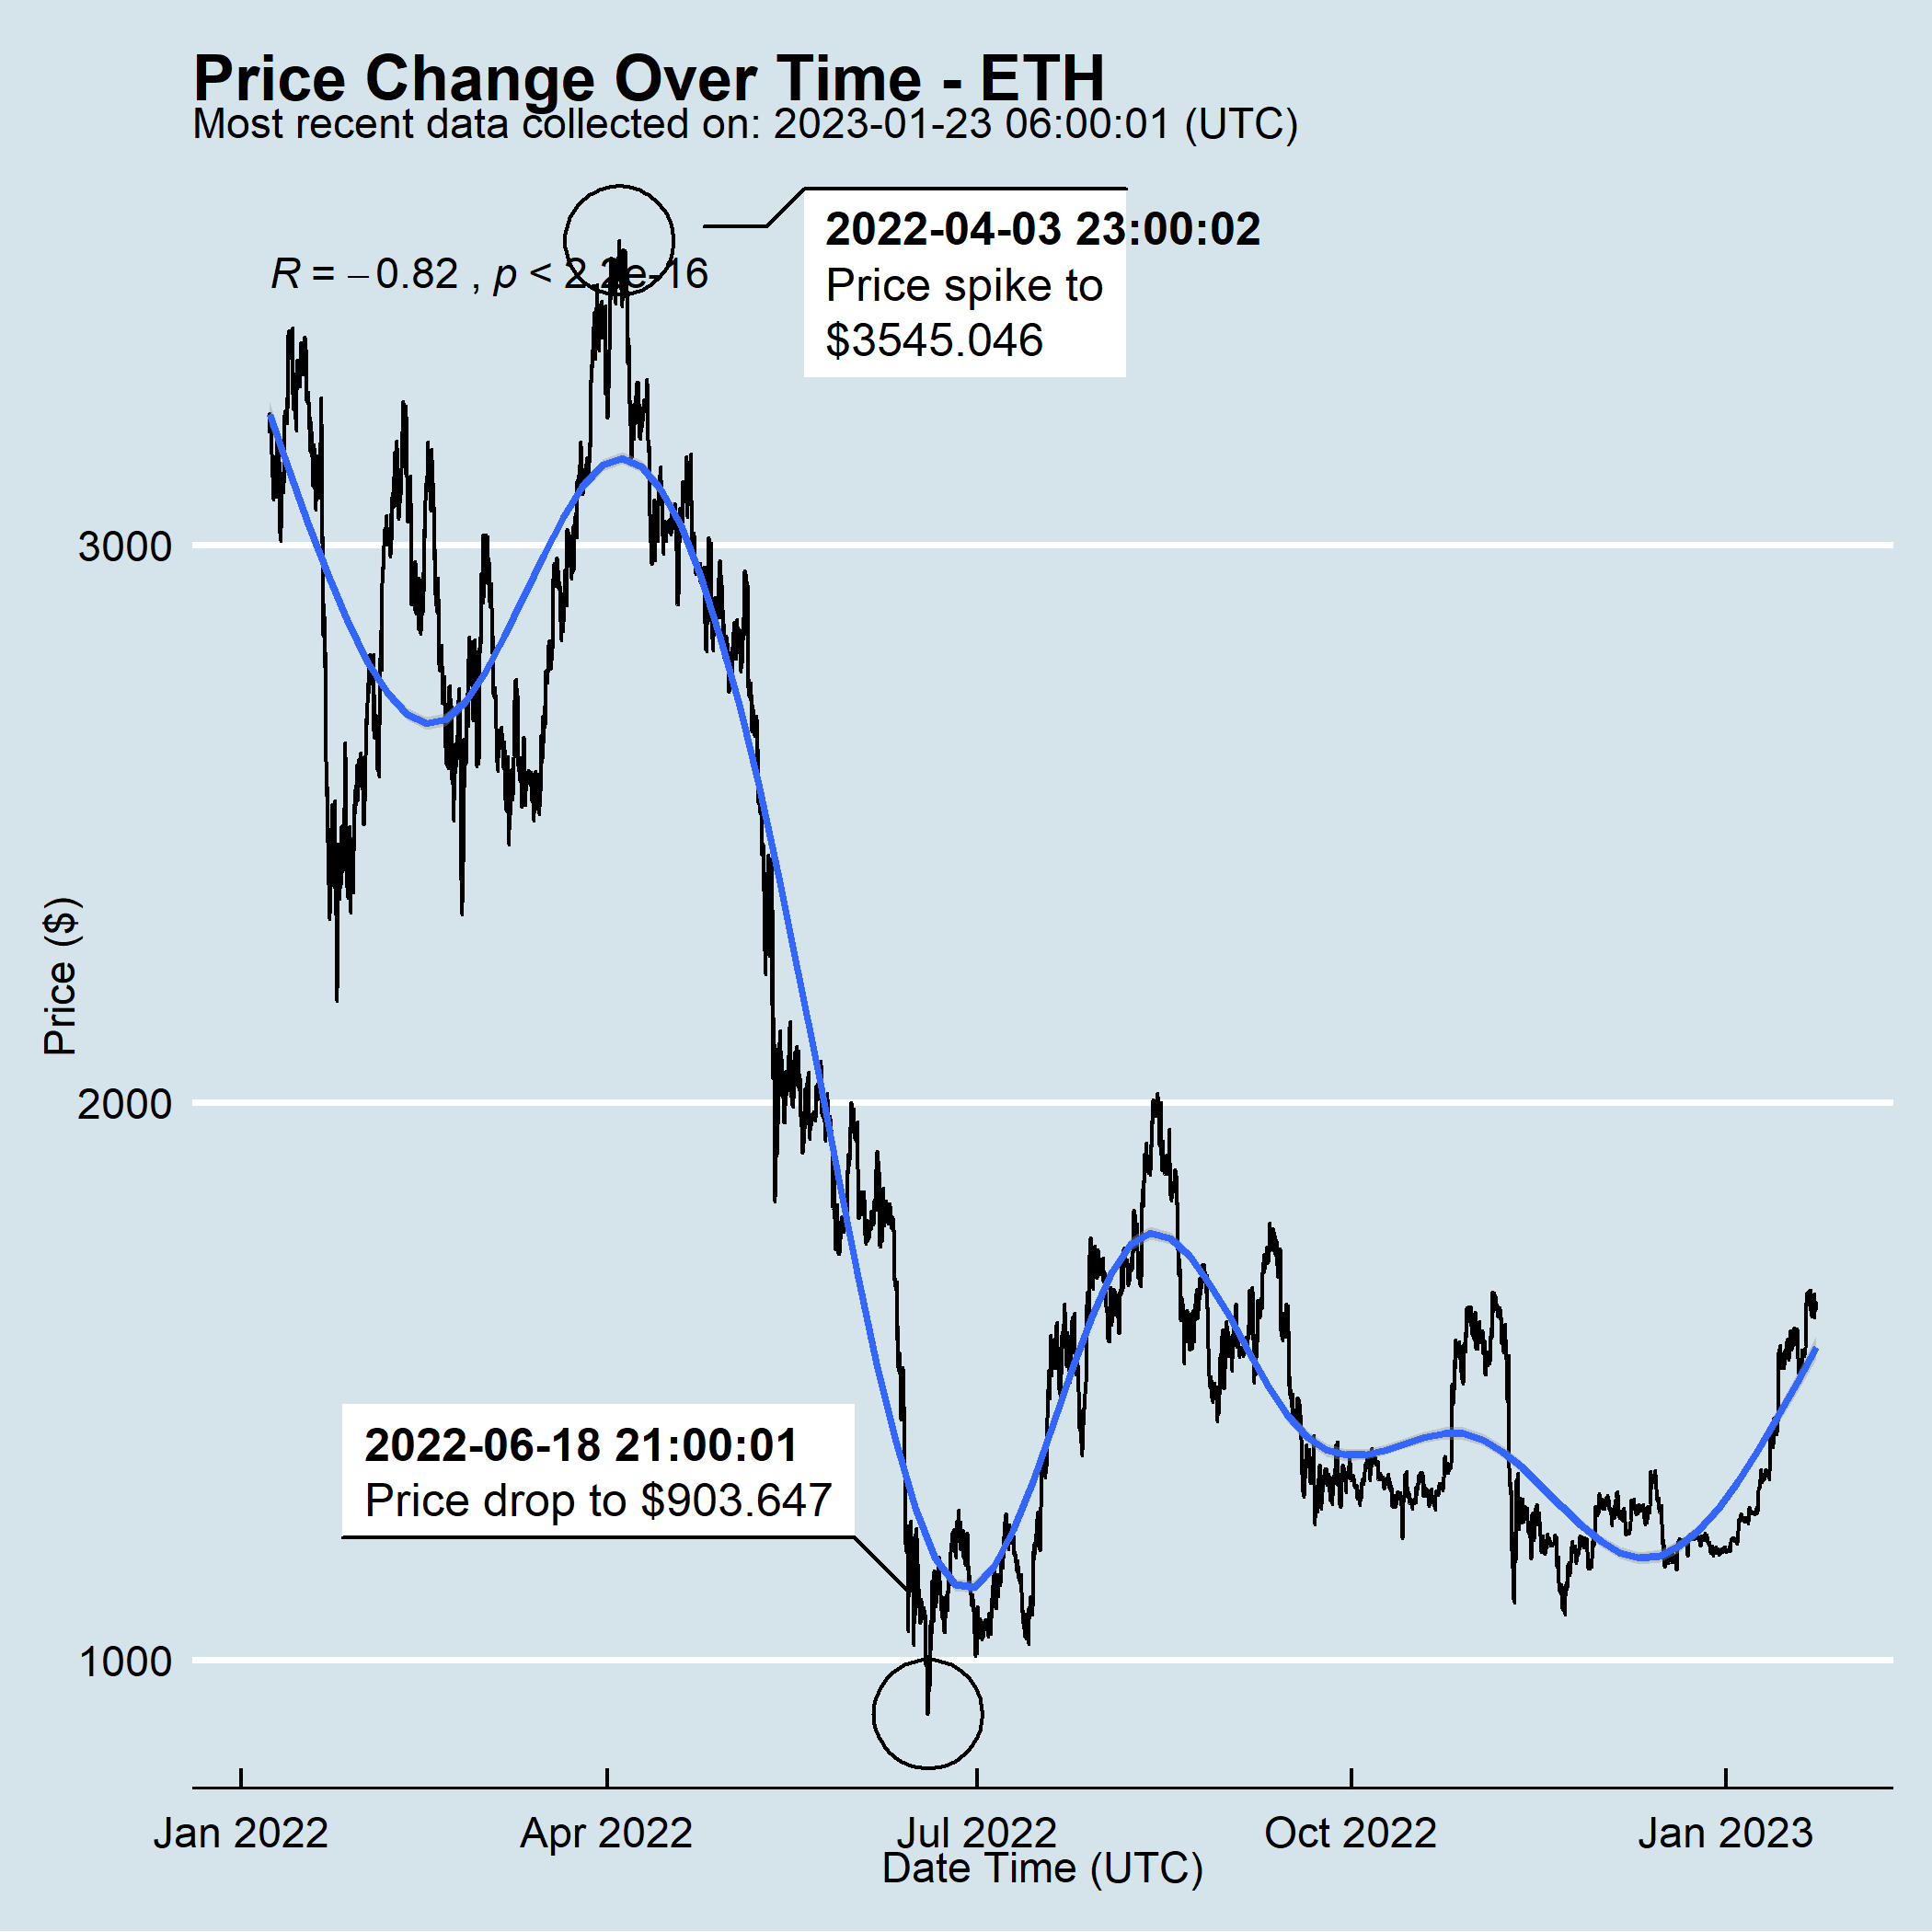 Price Change Over Time - ETH
Most recent data collected on: 2023-01-23 06:00:01 (UTC)
2022-04-03 23:00:02
Price spike to
$3545.046
R = −0.82 , p < 2.2e-16
3000
Price ($)
2000
2022-06-18 21:00:01
Price drop to $903.647
1000
Jan 2022 Apr 2022 Jul 2022 Oct 2022 Jan 2023
Date Time (UTC)